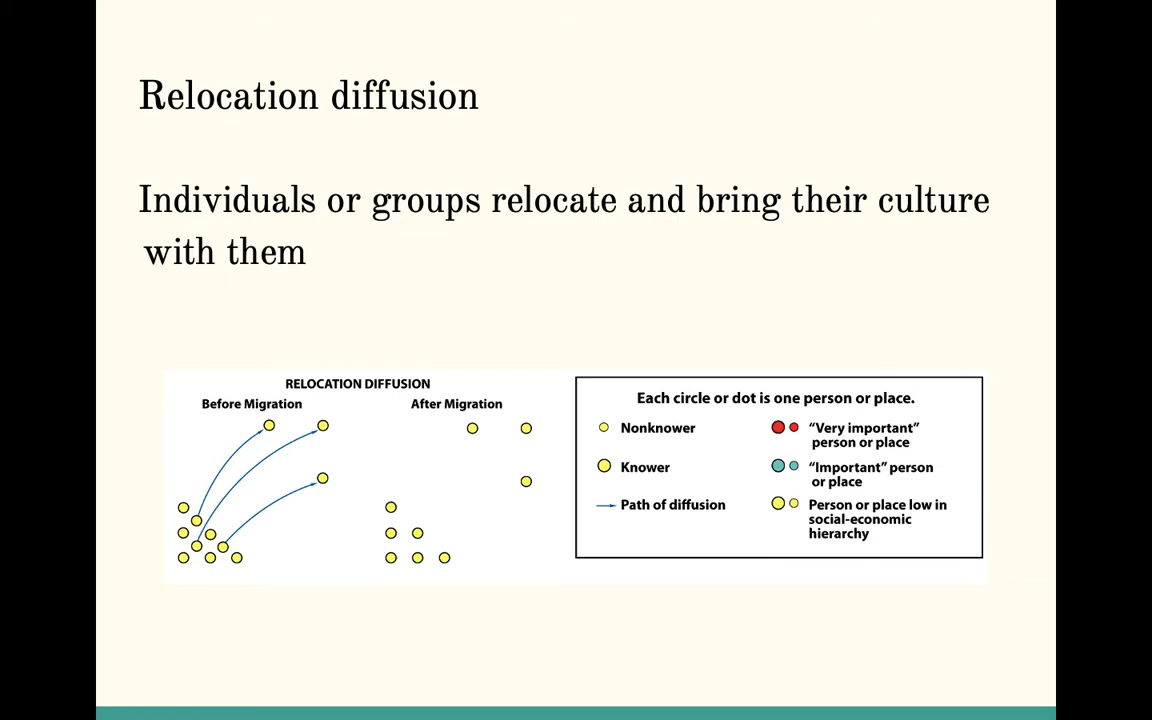 Relocation diffusion
Individuals or groups relocate and bring their culture
with them
RELOCATION DIFFUSION
Before Migration
After Migration
Each circle or dot is one person or place.
Nonknower
Knower
Path of diffusion
“Very important”
person or place
“Important” person
or place
Person or place low in
social-economic
hierarchy